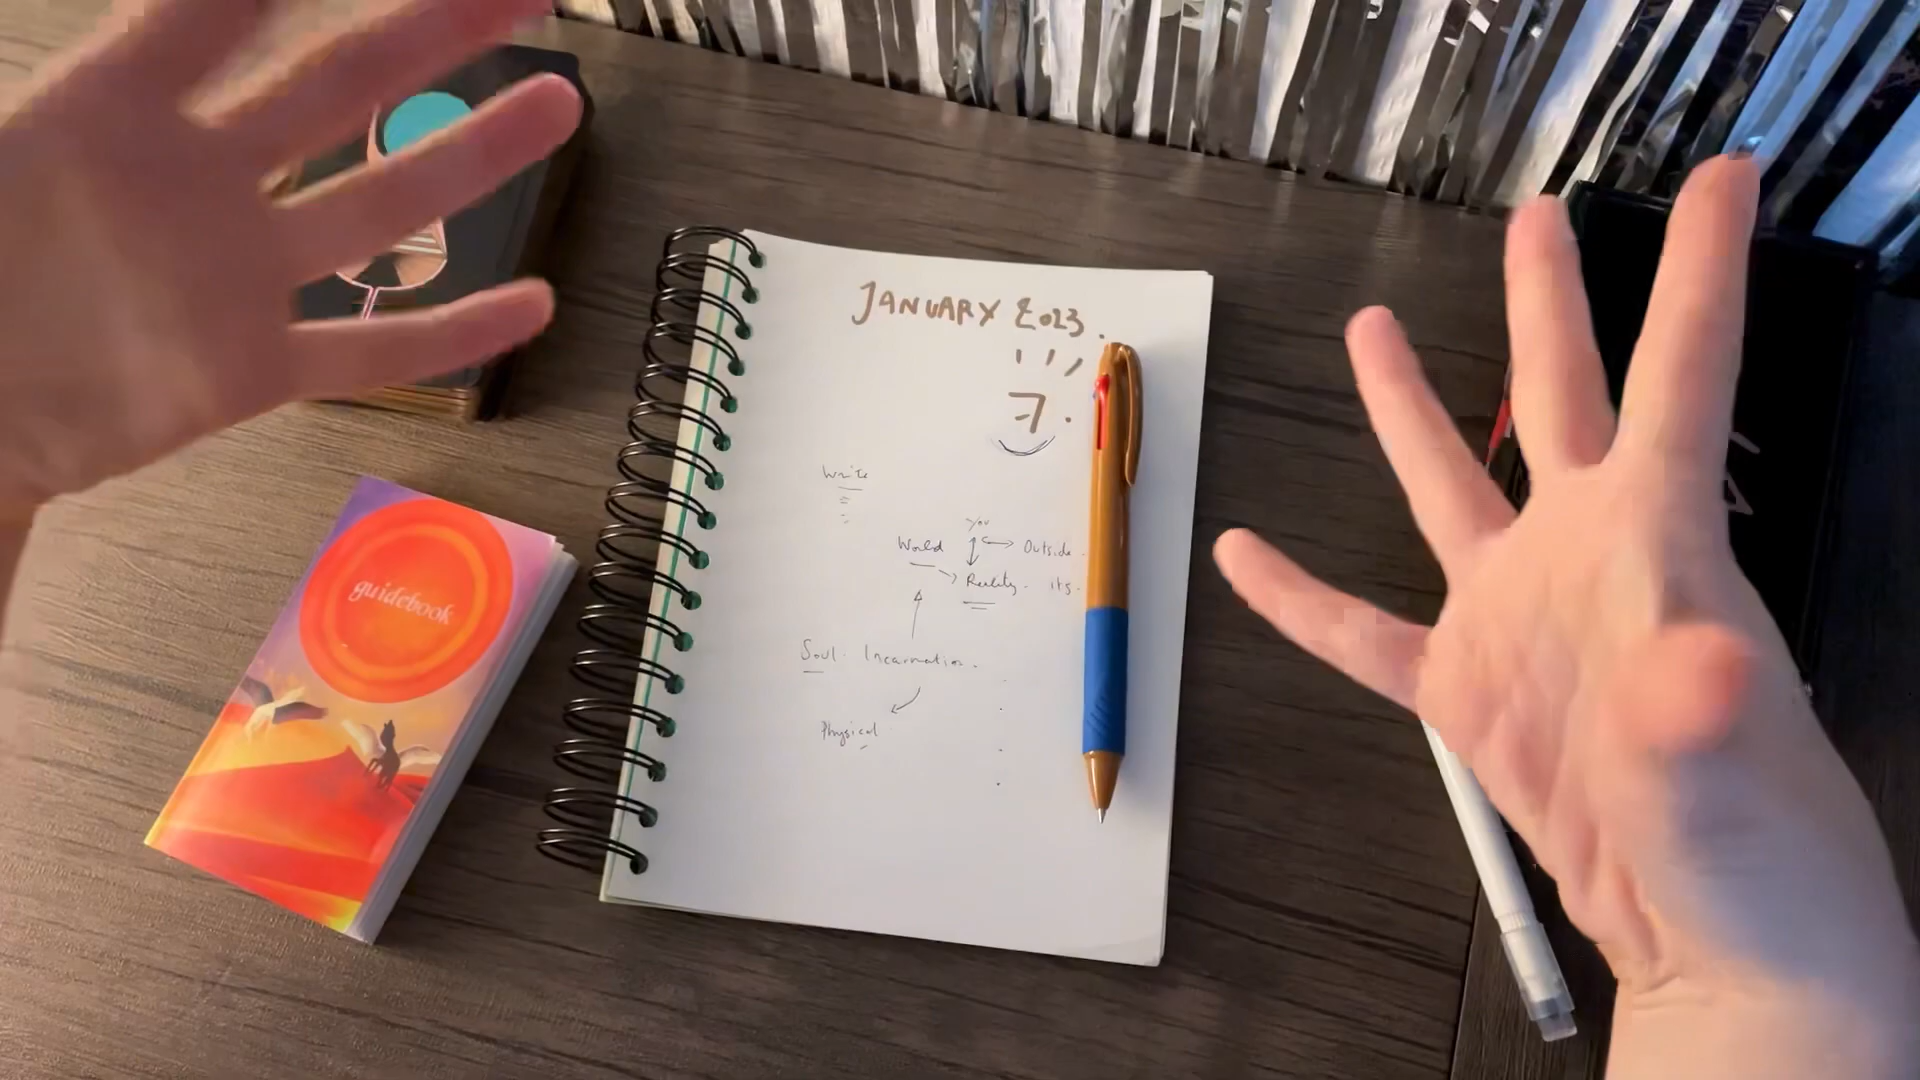 JANUARY 2023.
7.
Write
You
World Outside.
Reality. its.
Soul. Incarnation.
Physical
guidebook